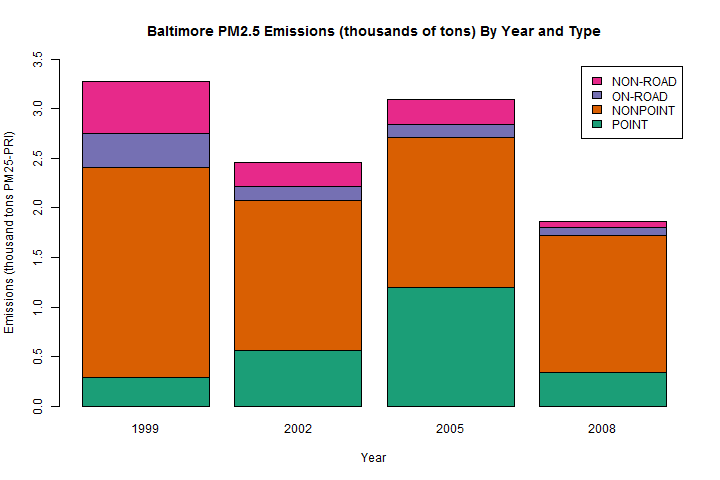 Baltimore PM2.5 Emissions (thousands of tons) By Year and Type
Emissions (thousand tons PM25-PRI)
3.5
3.0
2.5
2.0
1.5
1.0
0.5
0.0
NON-ROAD
ON-ROAD
NONPOINT
POINT
1999 2002 2005 2008
Year